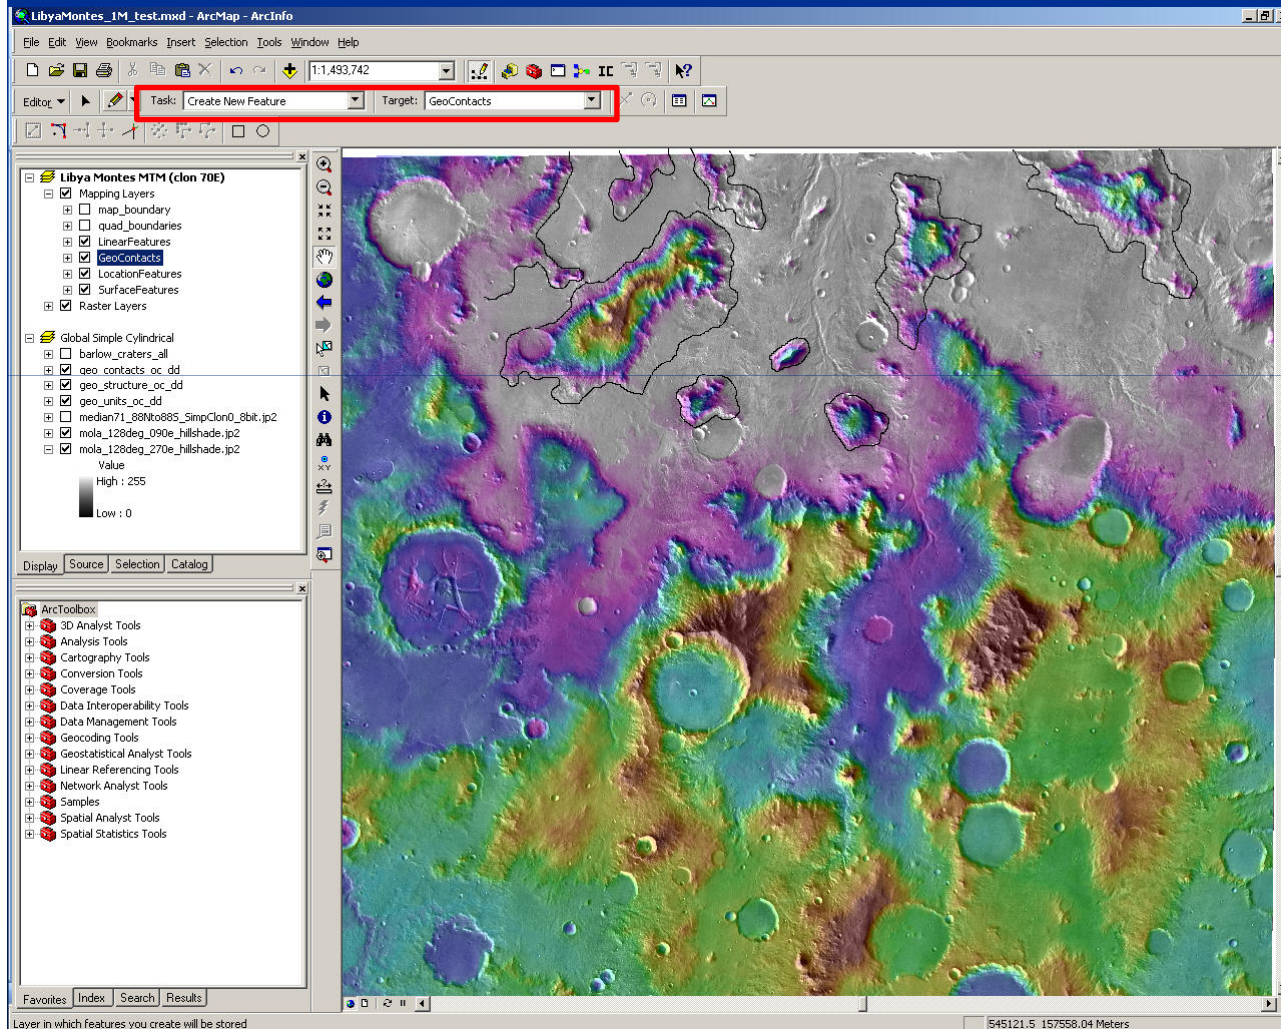 LibyaMontes_1M_test.mxd - ArcMap - ArcInfo
File Edit View Bookmarks Insert Selection Tools Window Help
1:1,493,742
Editor Task: Create New Feature Target: GeoContacts
Libya Montes MTM (clon 70E)
Mapping Layers
map_boundary
quad_boundaries
LinearFeatures
GeoContacts
LocationFeatures
SurfaceFeatures
Raster Layers
Global Simple Cylindrical
barlow_craters_all
geo_contacts_oc_dd
geo_structure_oc_dd
geo_units_oc_dd
median71_88Nto88S_SimpClon0_8bit.jp2
mola_128deg_090e_hillshade.jp2
mola_128deg_270e_hillshade.jp2
Value
High : 255
Low : 0
Display Source Selection Catalog
ArcToolbox
3D Analyst Tools
Analysis Tools
Cartography Tools
Conversion Tools
Coverage Tools
Data Interoperability Tools
Data Management Tools
Geocoding Tools
Geostatistical Analyst Tools
Linear Referencing Tools
Network Analyst Tools
Samples
Spatial Analyst Tools
Spatial Statistics Tools
Favorites Index Search Results
Layer in which features you create will be stored
545121.5 157558.04 Meters